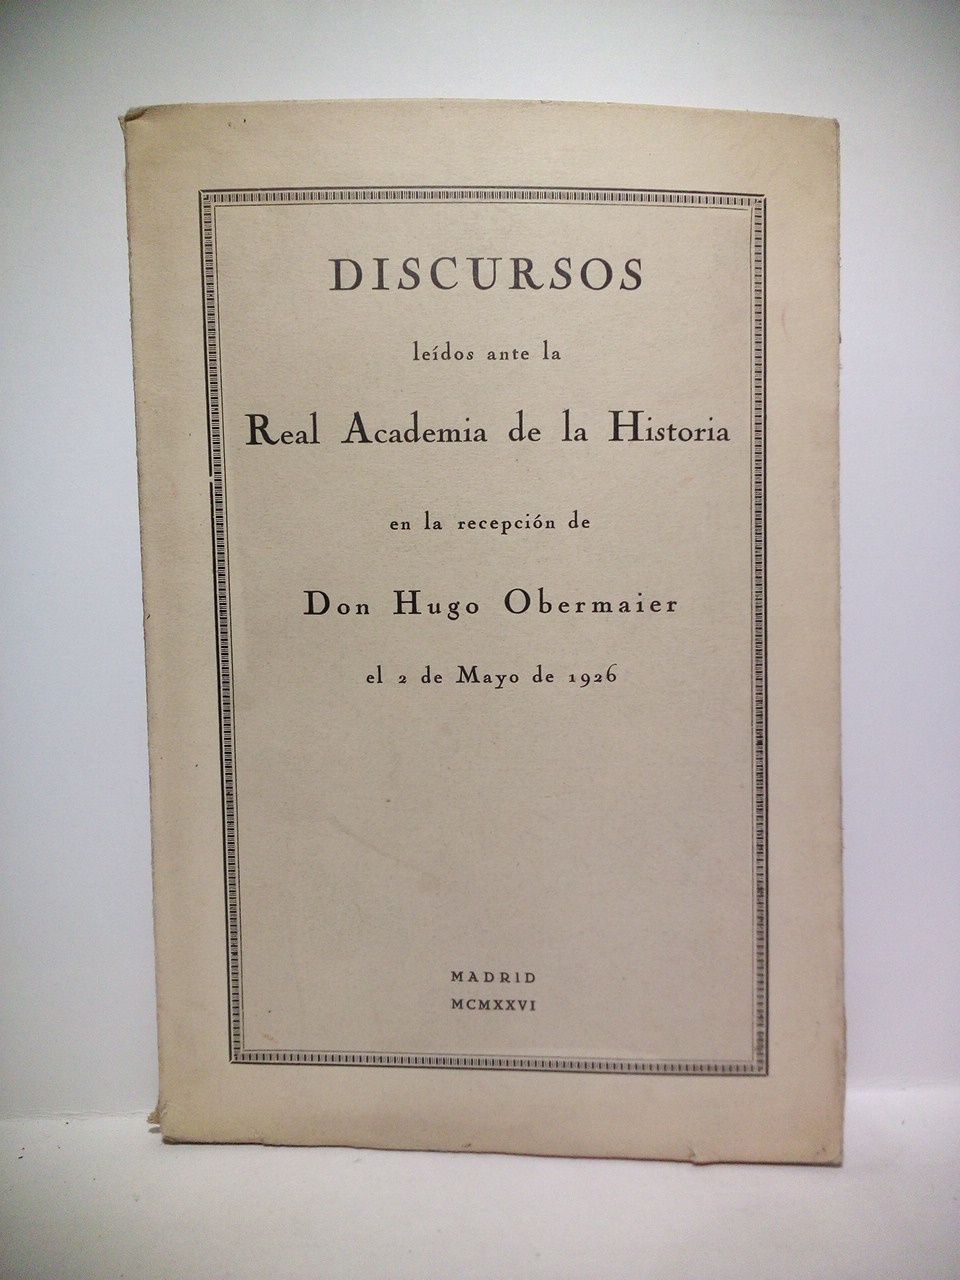 DISCURSOS
leídos ante la
Real Academia de la Historia
en la recepción de
Don Hugo Obermaier
el 2 de Mayo de 1926
MADRID
MCMXXVI